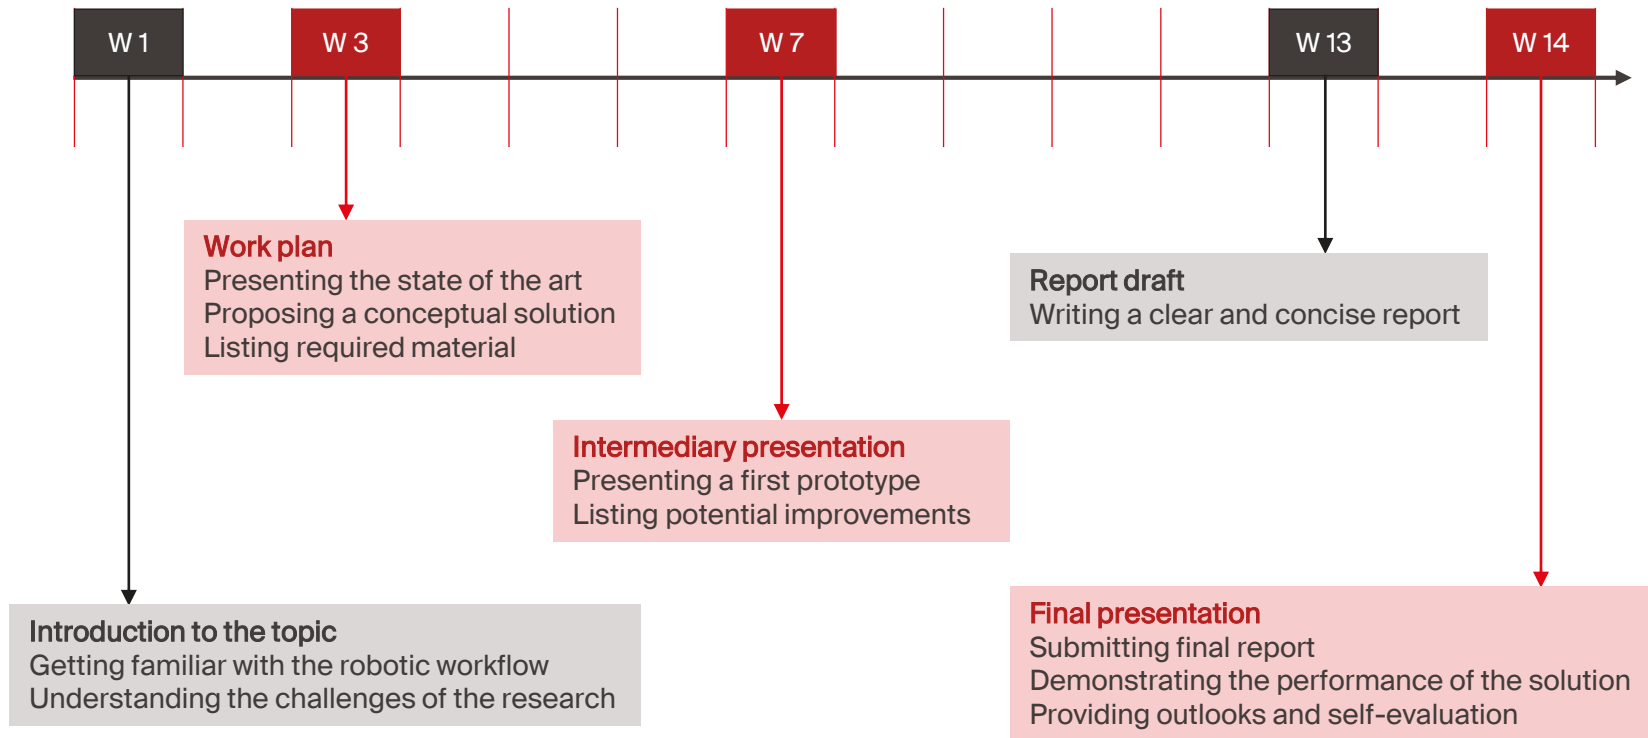 W 1
W 3
W 7
W 13
W 14
Work plan
Presenting the state of the art
Proposing a conceptual solution
Listing required material
Report draft
Writing a clear and concise report
Intermediary presentation
Presenting a first prototype
Listing potential improvements
Introduction to the topic
Getting familiar with the robotic workflow
Understanding the challenges of the research
Final presentation
Submitting final report
Demonstrating the performance of the solution
Providing outlooks and self-evaluation